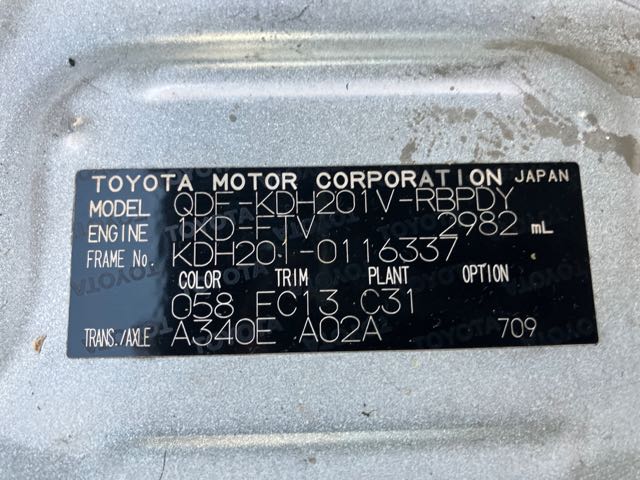 TOYOTA MOTOR CORPORATION JAPAN
MODEL QDF-KDH201V-RBPDY
ENGINE 1KD-FTV 2982 mL
FRAME No. KDH201-0116337
COLOR TRIM PLANT OPTION
058 FC13 C31
TRANS./AXLE A340E A02A 709